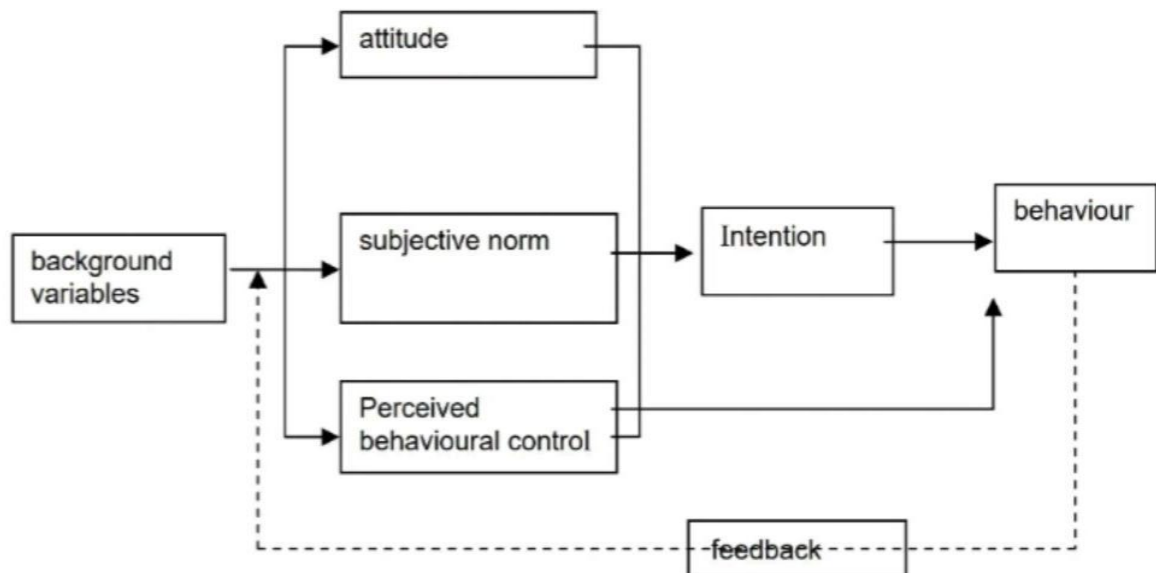 attitude
subjective norm
Intention
behaviour
background
variables
Perceived
behavioural control
feedback